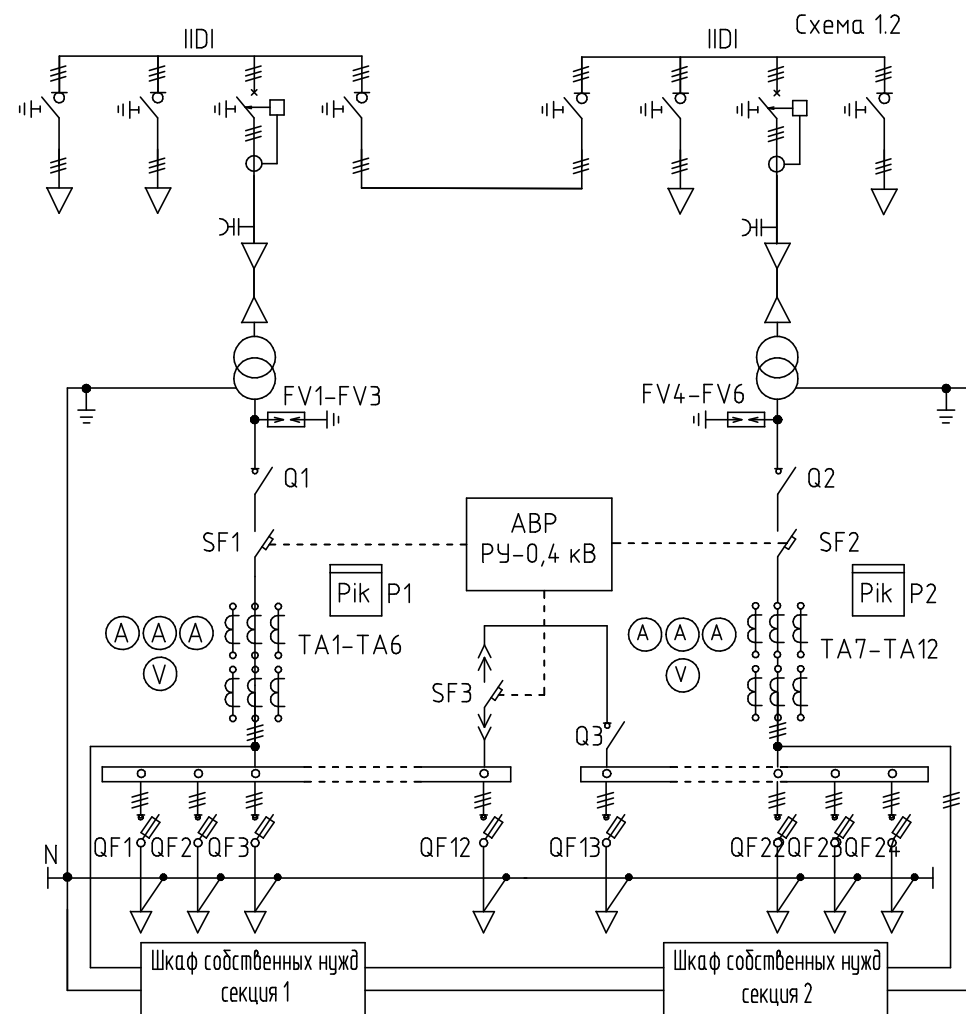 Схема 1.2
IIDI
IIDI
FV1-FV3
FV4-FV6
Q1
Q2
АВР
РУ-0,4 кВ
SF1
SF2
Pik
P1
Pik
P2
A
A
A
V
TA1-TA6
A
A
A
V
TA7-TA12
SF3
Q3
QF1
QF2
QF3
QF12
QF13
QF22
QF23
QF24
N
Шкаф собственных нужд
секция 1
Шкаф собственных нужд
секция 2